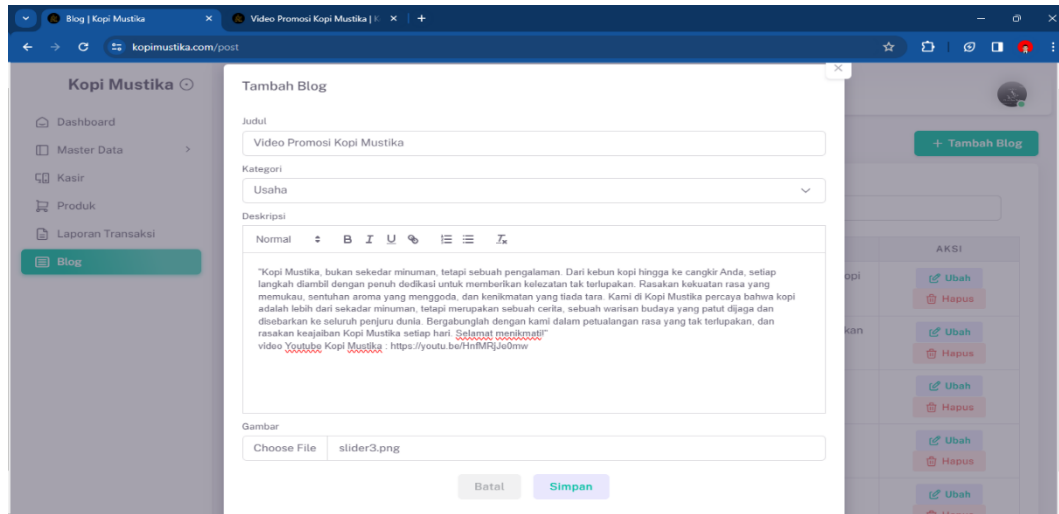 Blog | Kopi Mustika
Video Promosi Kopi Mustika | K
kopimustika.com/post
Kopi Mustika
Dashboard
Master Data
Kasir
Produk
Laporan Transaksi
Blog
Tambah Blog
Judul
Video Promosi Kopi Mustika
Kategori
Usaha
Deskripsi
Normal B I U
"Kopi Mustika, bukan sekedar minuman, tetapi sebuah pengalaman. Dari kebun kopi hingga ke cangkir Anda, setiap
langkah diambil dengan penuh dedikasi untuk memberikan kelezatan tak terlupakan. Rasakan kekuatan rasa yang
memukau, sentuhan aroma yang menggoda, dan kenikmatan yang tiada tara. Kami di Kopi Mustika percaya bahwa kopi
adalah lebih dari sekadar minuman, tetapi merupakan sebuah cerita, sebuah warisan budaya yang patut dijaga dan
disebarkan ke seluruh penjuru dunia. Bergabunglah dengan kami dalam petualangan rasa yang tak terlupakan, dan
rasakan keajaiban Kopi Mustika setiap hari. Selamat menikmati!"
video Youtube Kopi Mustika : https://youtu.be/HnfMRjJe0mw
Gambar
Choose File slider3.png
Batal Simpan
+ Tambah Blog
AKSI
opi
Ubah
Hapus
kan
Ubah
Hapus
Ubah
Hapus
Ubah
Hapus
Ubah